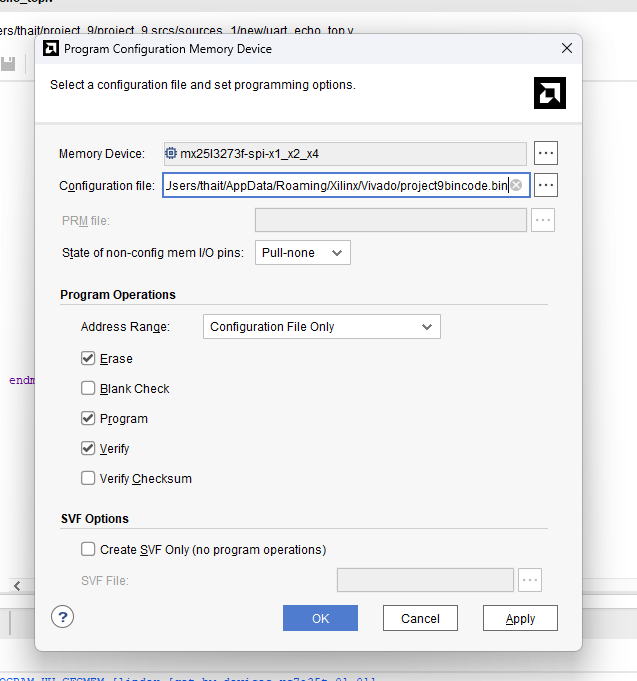 ers/thait/project_9/project_9.srcs/sources_1/new/uart_echo_top.v
Program Configuration Memory Device
Select a configuration file and set programming options.
Memory Device: mx25l3273f-spi-x1_x2_x4 ...
Configuration file: Jsers/thait/AppData/Roaming/Xilinx/Vivado/project9bincode.bin ...
PRM file: ...
State of non-config mem I/O pins: Pull-none
Program Operations
Address Range: Configuration File Only
Erase
endm
Blank Check
Program
Verify
Verify Checksum
SVF Options
Create SVF Only (no program operations)
SVF File: ...
? OK Cancel Apply